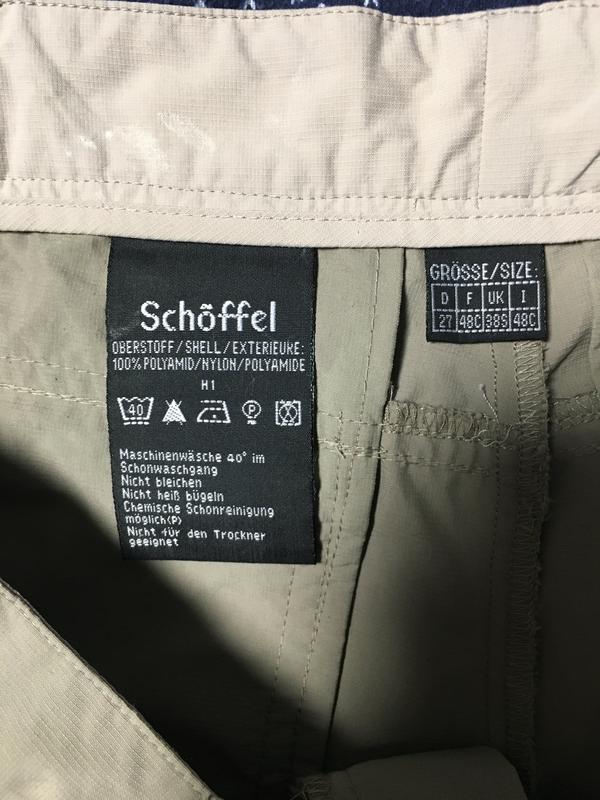 Schöffel
OBERSTOFF/SHELL/EXTERIEURE:
100% POLYAMID/NYLON/POLYAMIDE
H1
40
P
Maschinenwäsche 40° im
Schonwaschgang
Nicht bleichen
Nicht heiß bügeln
Chemische Schonreinigung
möglich(P)
Nicht für den Trockner
geeignet
GRÖSSE/SIZE:
D F UK I
27 48C 38S 48C